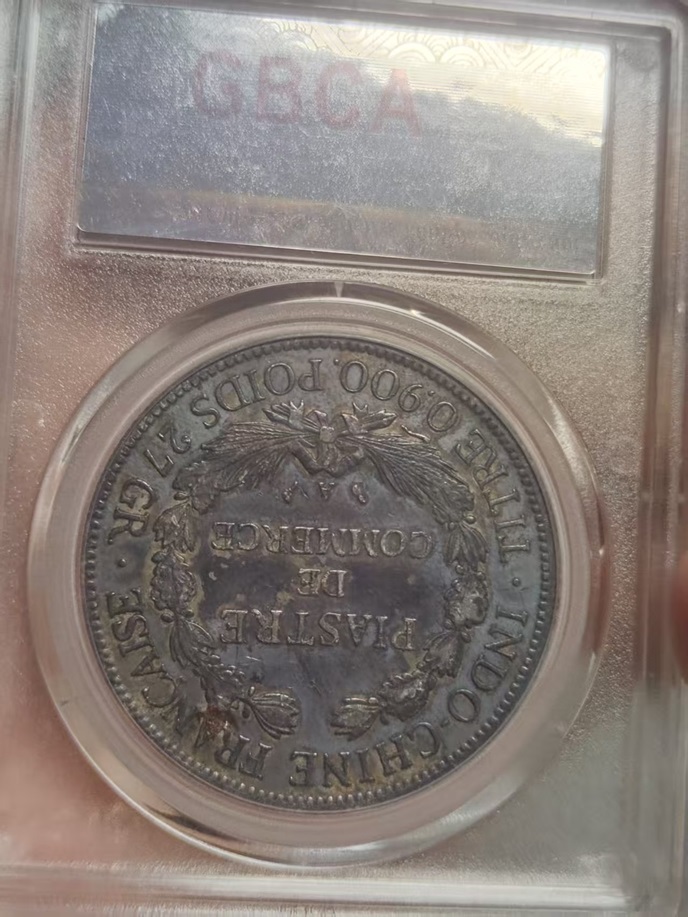 GBCA
INDO-CHINE FRANÇAISE
PIASTRE
DE
COMMERCE
TITRE 0,900. POIDS 27 GR.